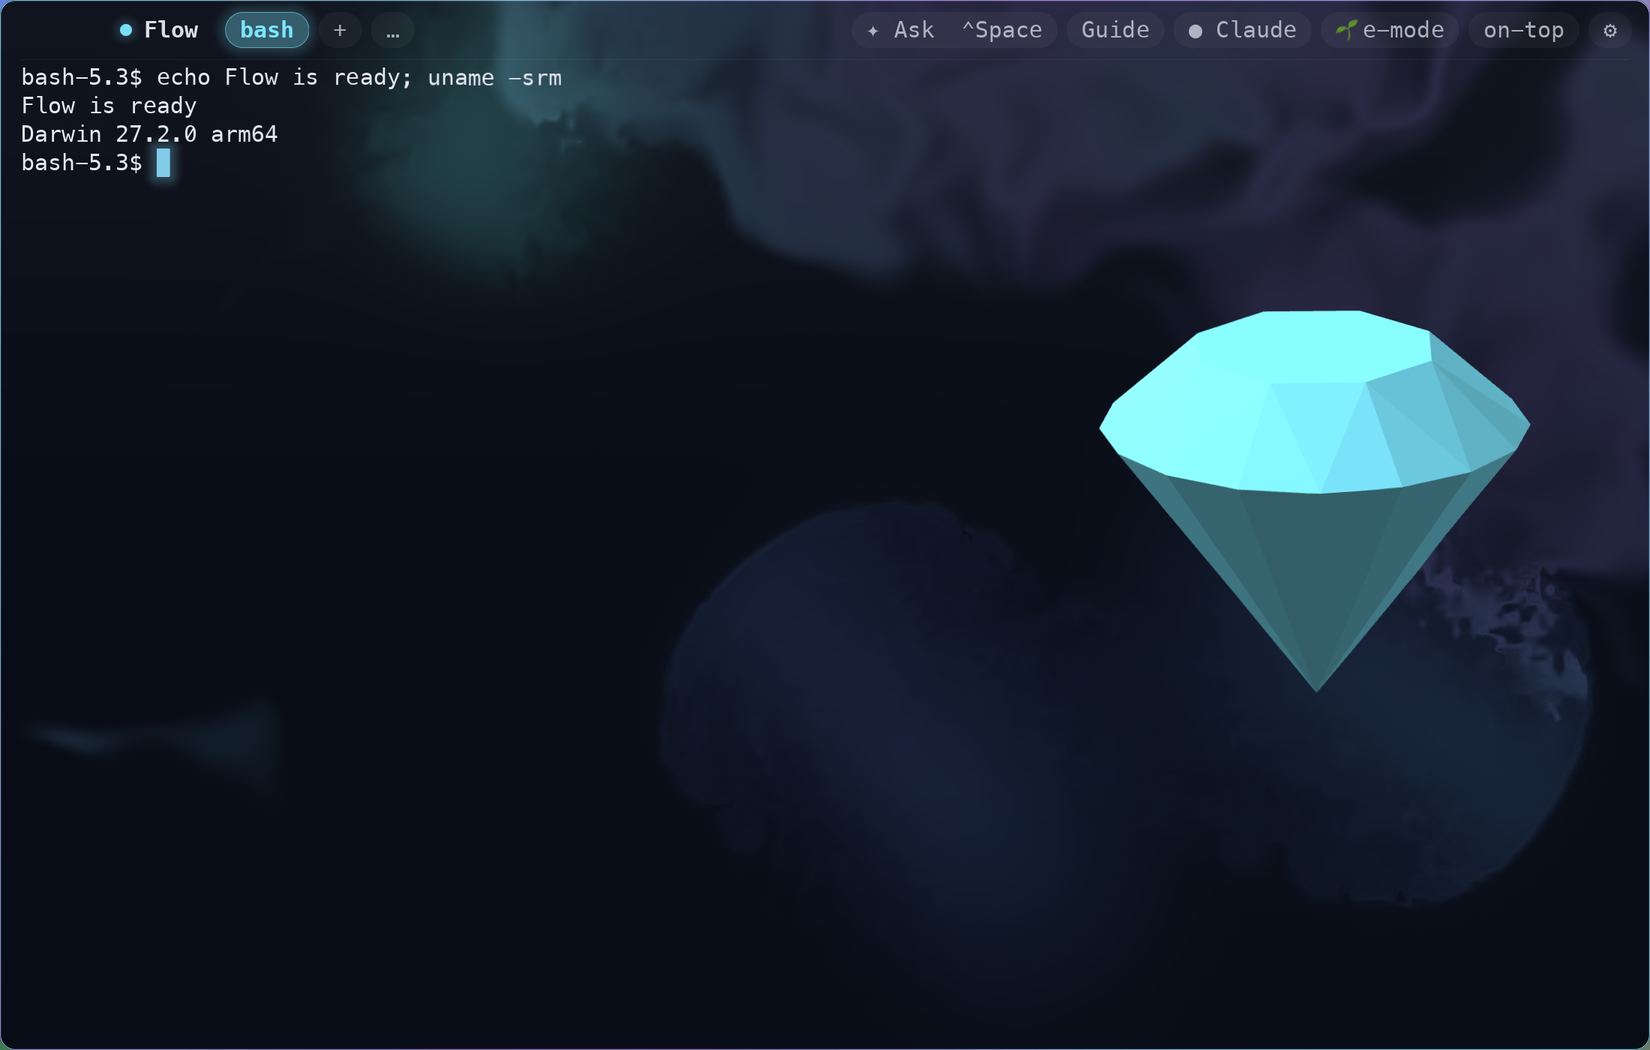 Flow bash + … ✦ Ask ^Space Guide ● Claude e-mode on-top
bash-5.3$ echo Flow is ready; uname -srm
Flow is ready
Darwin 27.2.0 arm64
bash-5.3$